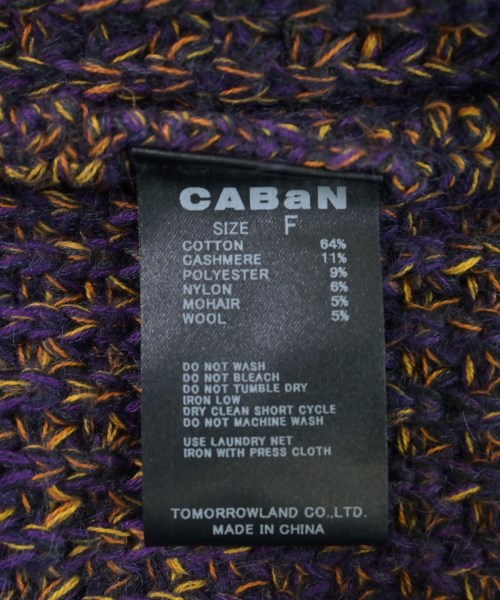 CABaN
SIZE F
COTTON 64%
CASHMERE 11%
POLYESTER 9%
NYLON 6%
MOHAIR 5%
WOOL 5%
DO NOT WASH
DO NOT BLEACH
DO NOT TUMBLE DRY
IRON LOW
DRY CLEAN SHORT CYCLE
DO NOT MACHINE WASH
USE LAUNDRY NET
IRON WITH PRESS CLOTH
TOMORROWLAND CO.,LTD.
MADE IN CHINA